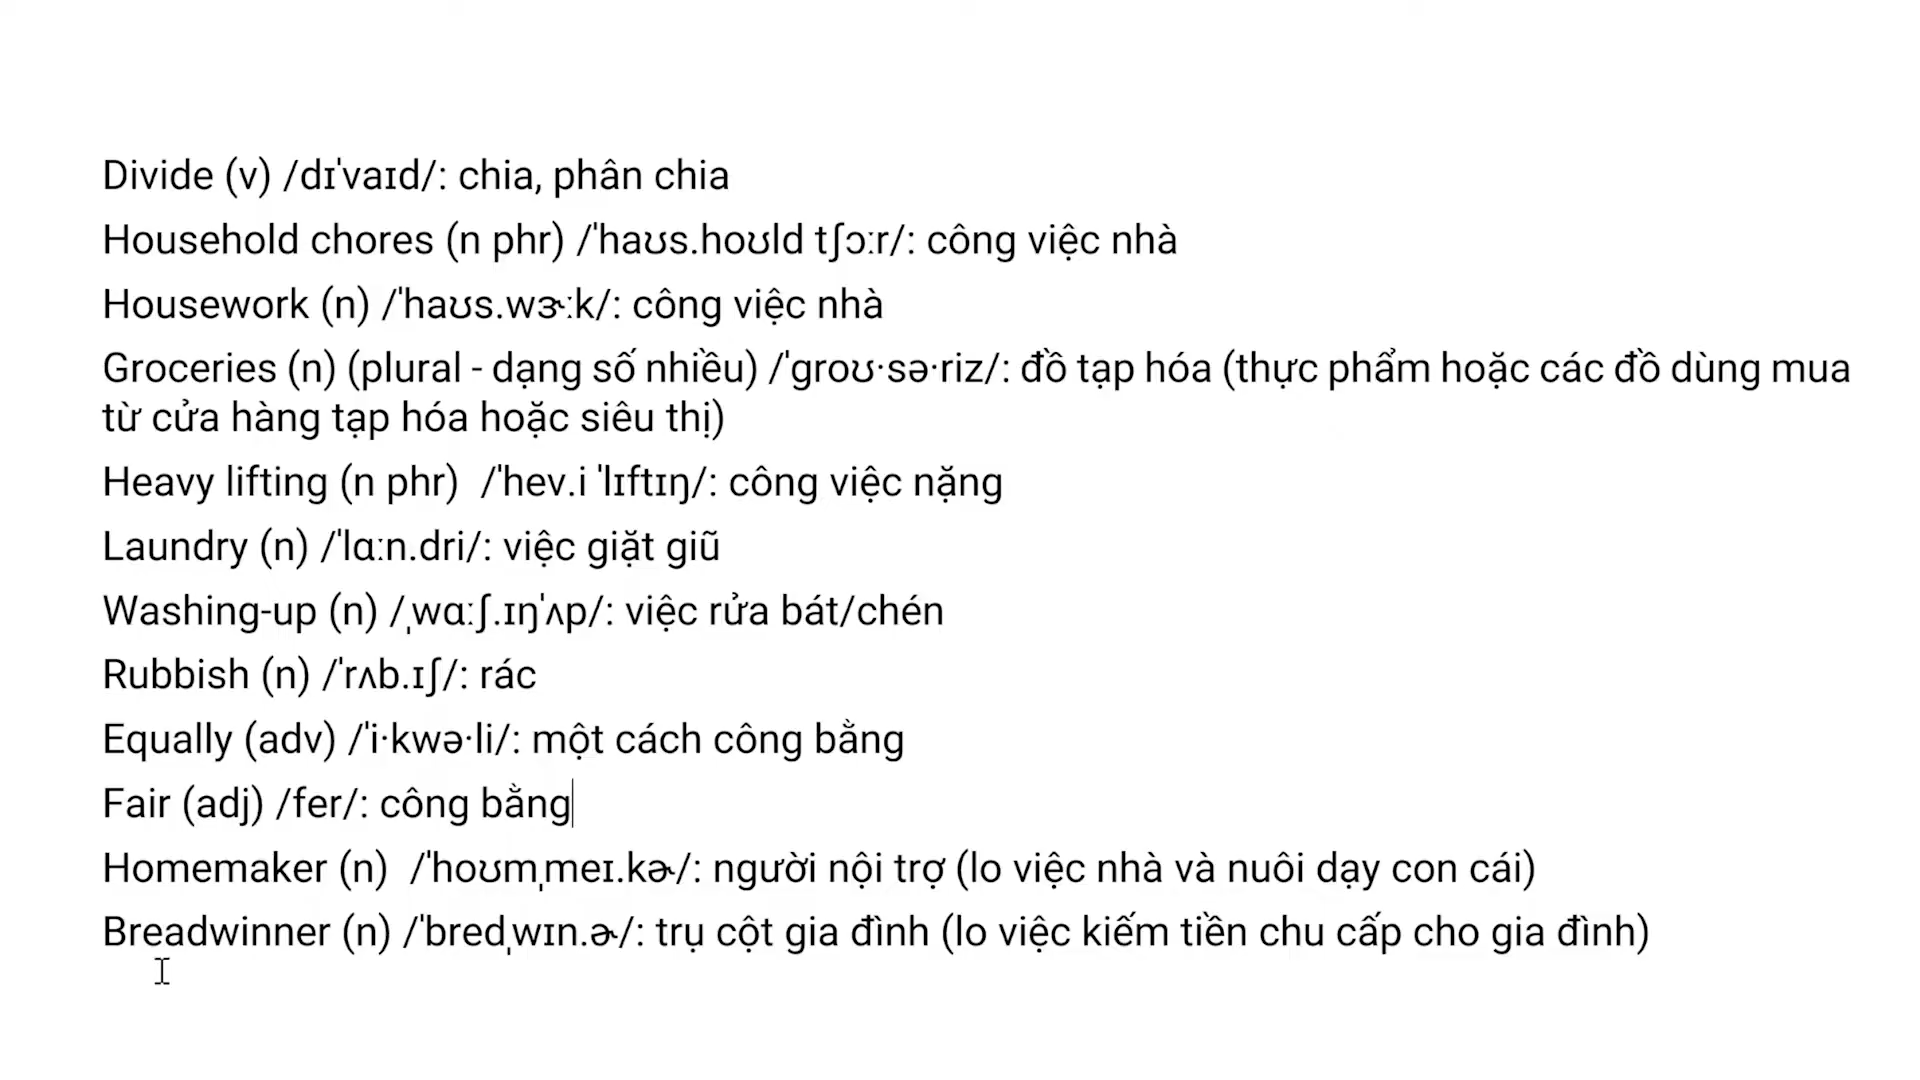 Divide (v) /dɪˈvaɪd/: chia, phân chia
Household chores (n phr) /ˈhaʊs.hoʊld tʃɔːr/: công việc nhà
Housework (n) /ˈhaʊs.wɝːk/: công việc nhà
Groceries (n) (plural - dạng số nhiều) /ˈgroʊ·sə·riz/: đồ tạp hóa (thực phẩm hoặc các đồ dùng mua
từ cửa hàng tạp hóa hoặc siêu thị)
Heavy lifting (n phr)  /ˈhev.i ˈlɪftɪŋ/: công việc nặng
Laundry (n) /ˈlɑːn.dri/: việc giặt giũ
Washing-up (n) /ˌwɑːʃ.ɪŋˈʌp/: việc rửa bát/chén
Rubbish (n) /ˈrʌb.ɪʃ/: rác
Equally (adv) /ˈi·kwə·li/: một cách công bằng
Fair (adj) /fer/: công bằng
Homemaker (n)  /ˈhoʊmˌmeɪ.kɚ/: người nội trợ (lo việc nhà và nuôi dạy con cái)
Breadwinner (n) /ˈbredˌwɪn.ɚ/: trụ cột gia đình (lo việc kiếm tiền chu cấp cho gia đình)